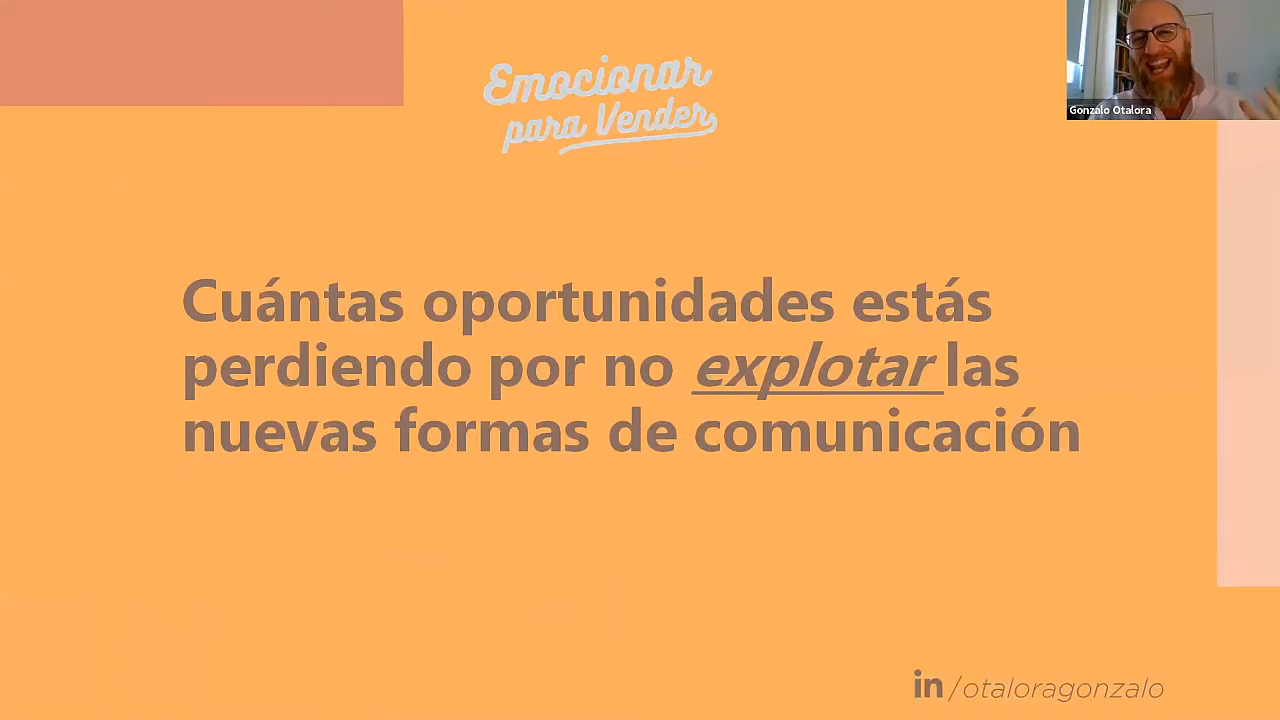 Emocionar
para Vender
Gonzalo Otalora
Cuántas oportunidades estás
perdiendo por no explotar las
nuevas formas de comunicación
in/otaloragonzalo